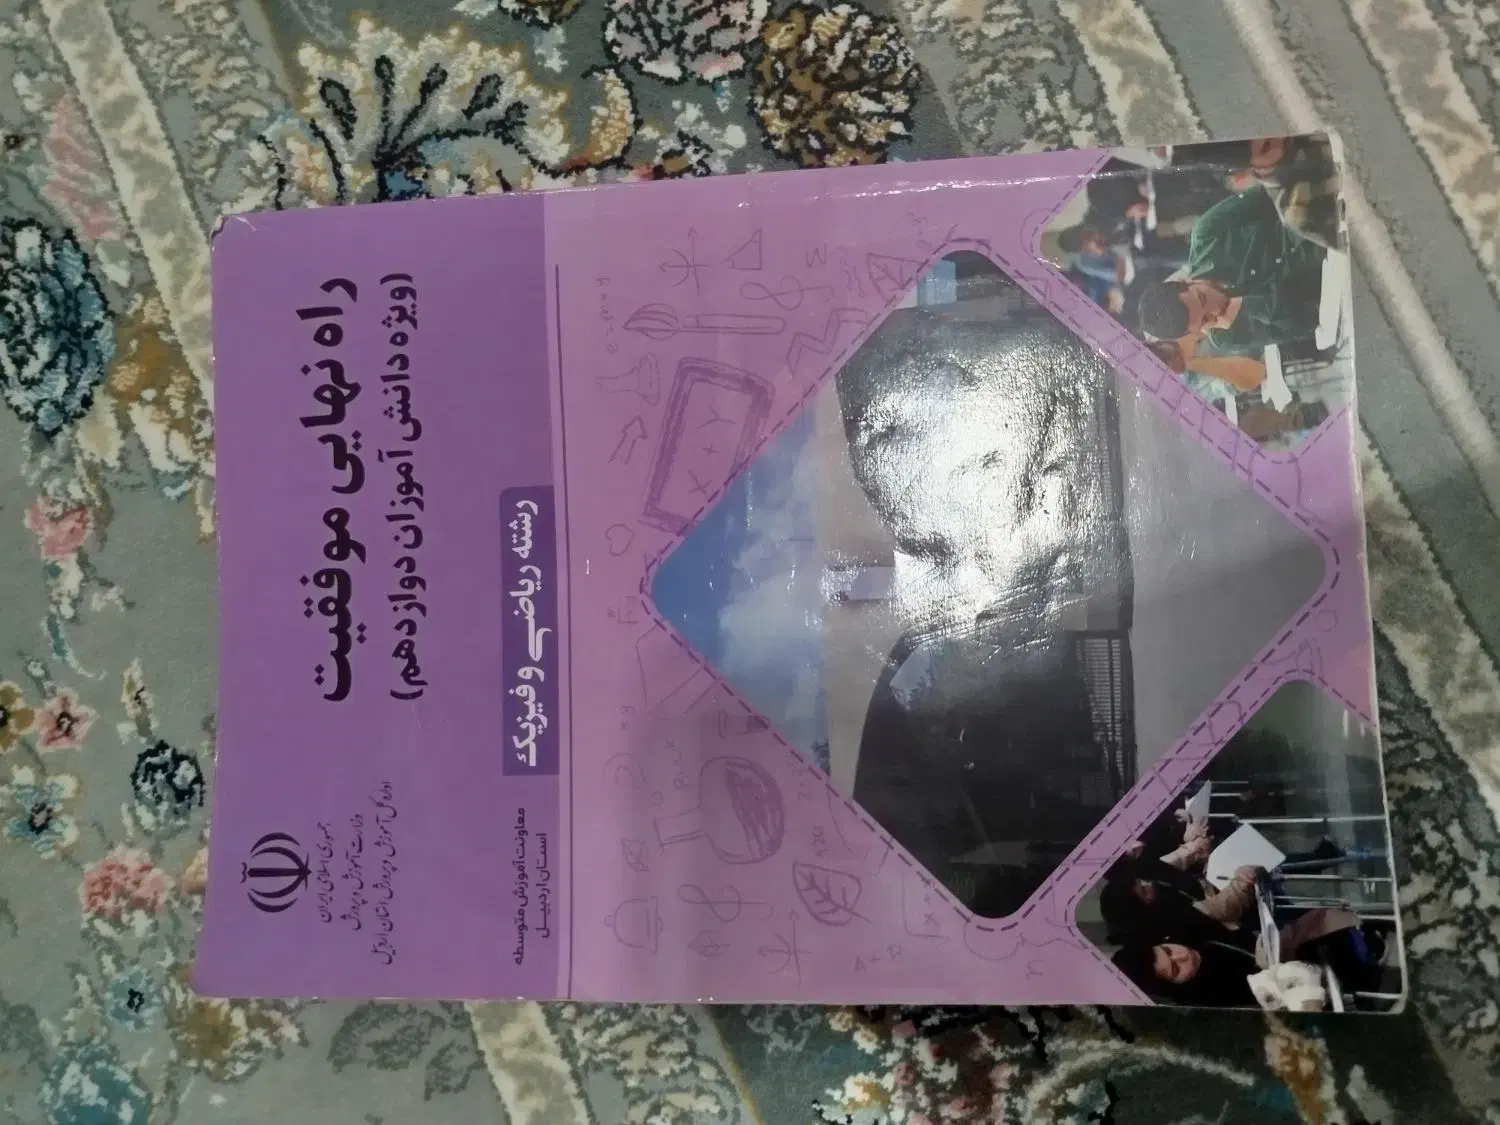 جمهوری اسلامی ایران
وزارت آموزش و پرورش
اداره کل آموزش و پرورش استان اردبیل
راه نهایی موفقیت
(ویژه دانش آموزان دوازدهم)
معاونت آموزش متوسطه
استان اردبیل
رشته ریاضی و فیزیک
X+Y